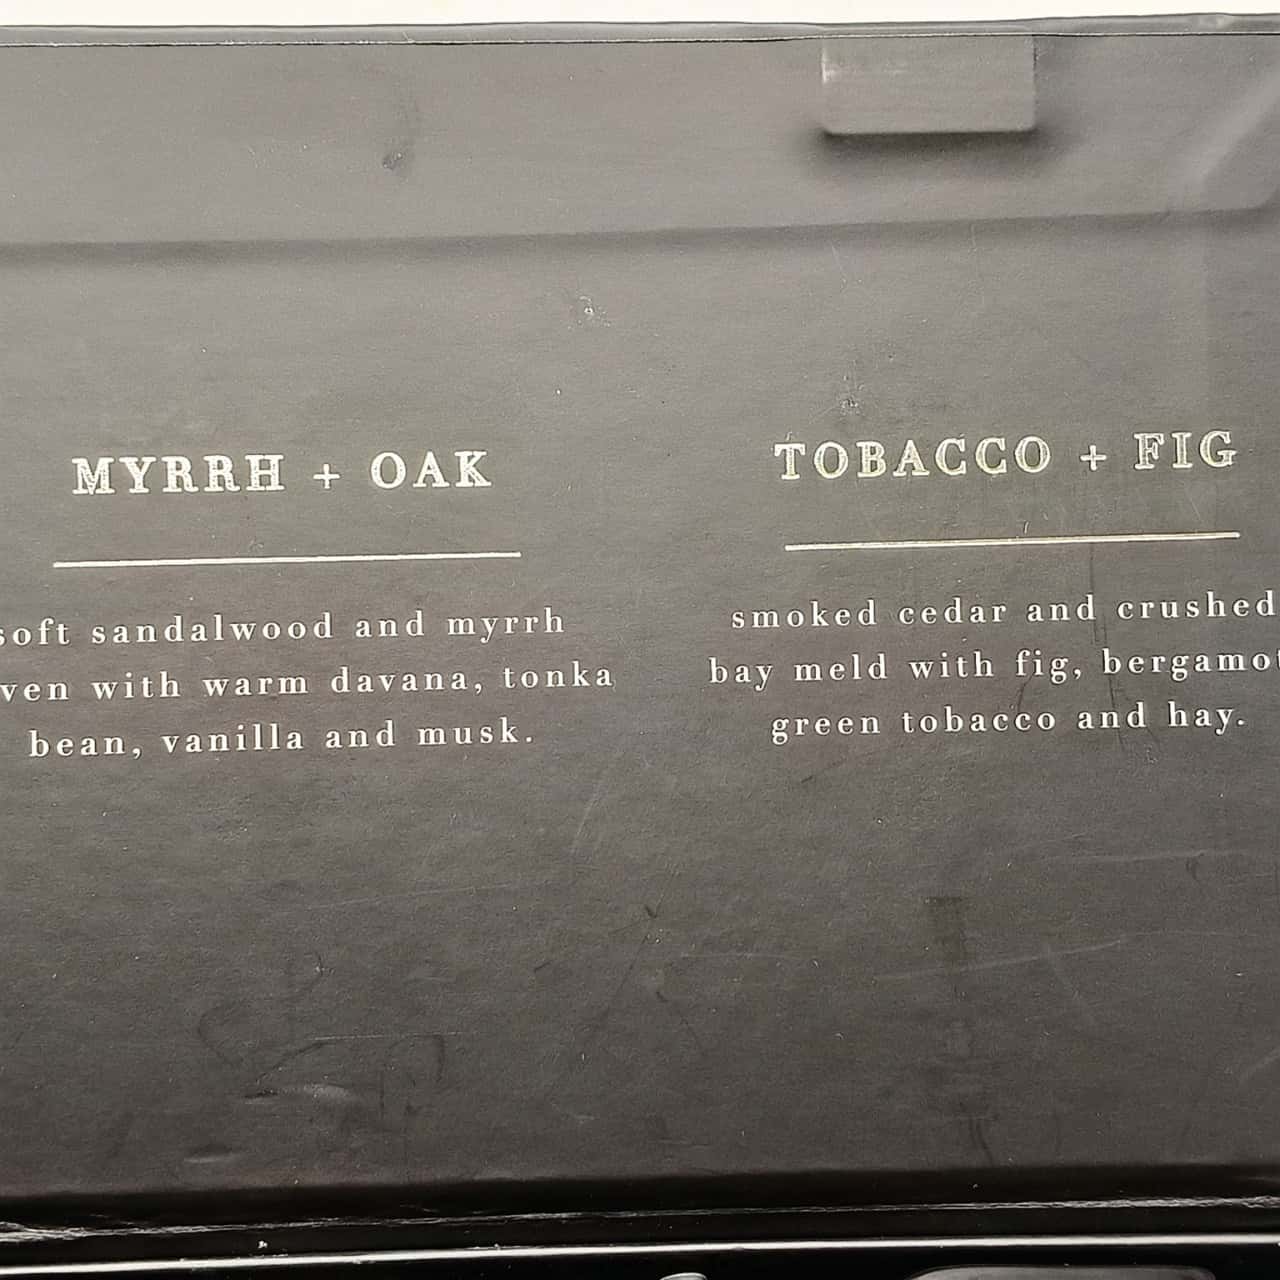 MYRRH + OAK
soft sandalwood and myrrh
with warm davana, tonka
bean, vanilla and musk.
TOBACCO + FIG
smoked cedar and crushed
bay meld with fig, bergamot
green tobacco and hay.